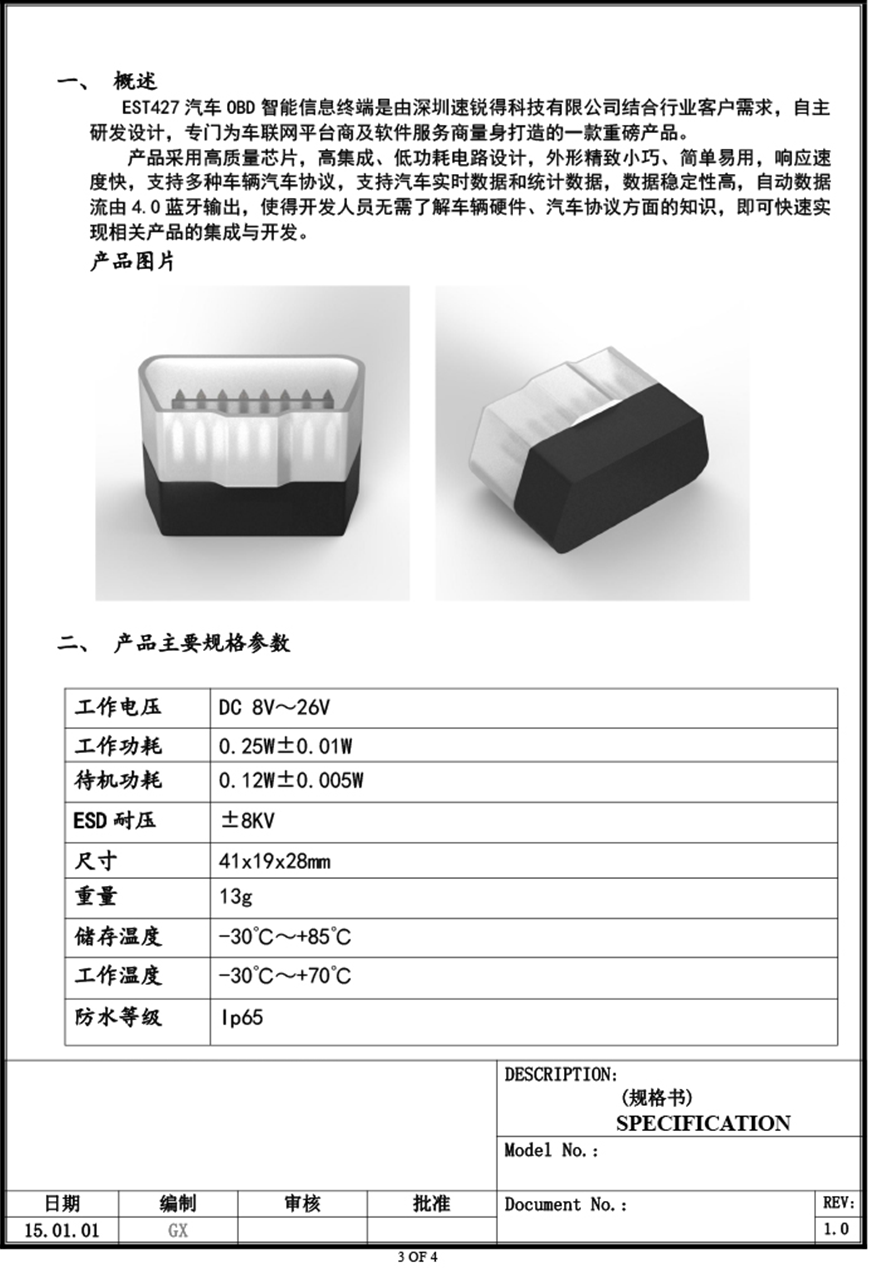 一、 概述
EST427 汽车 OBD 智能信息终端是由深圳速锐得科技有限公司结合行业客户需求，自主
研发设计，专门为车联网平台商及软件服务商量身打造的一款重磅产品。
产品采用高质量芯片，高集成、低功耗电路设计，外形精致小巧、简单易用，响应速
度快，支持多种车辆汽车协议，支持汽车实时数据和统计数据，数据稳定性高，自动数据
流由 4.0 蓝牙输出，使得开发人员无需了解车辆硬件、汽车协议方面的知识，即可快速实
现相关产品的集成与开发。
产品图片
二、 产品主要规格参数
工作电压 DC 8V～26V
工作功耗 0.25W±0.01W
待机功耗 0.12W±0.005W
ESD 耐压 ±8KV
尺寸 41x19x28mm
重量 13g
储存温度 -30℃～+85℃
工作温度 -30℃～+70℃
防水等级 Ip65
DESCRIPTION:
(规格书)
SPECIFICATION
Model No.:
日期 编制 审核 批准 Document No.: REV:
15.01.01 GX 1.0
3 OF 4